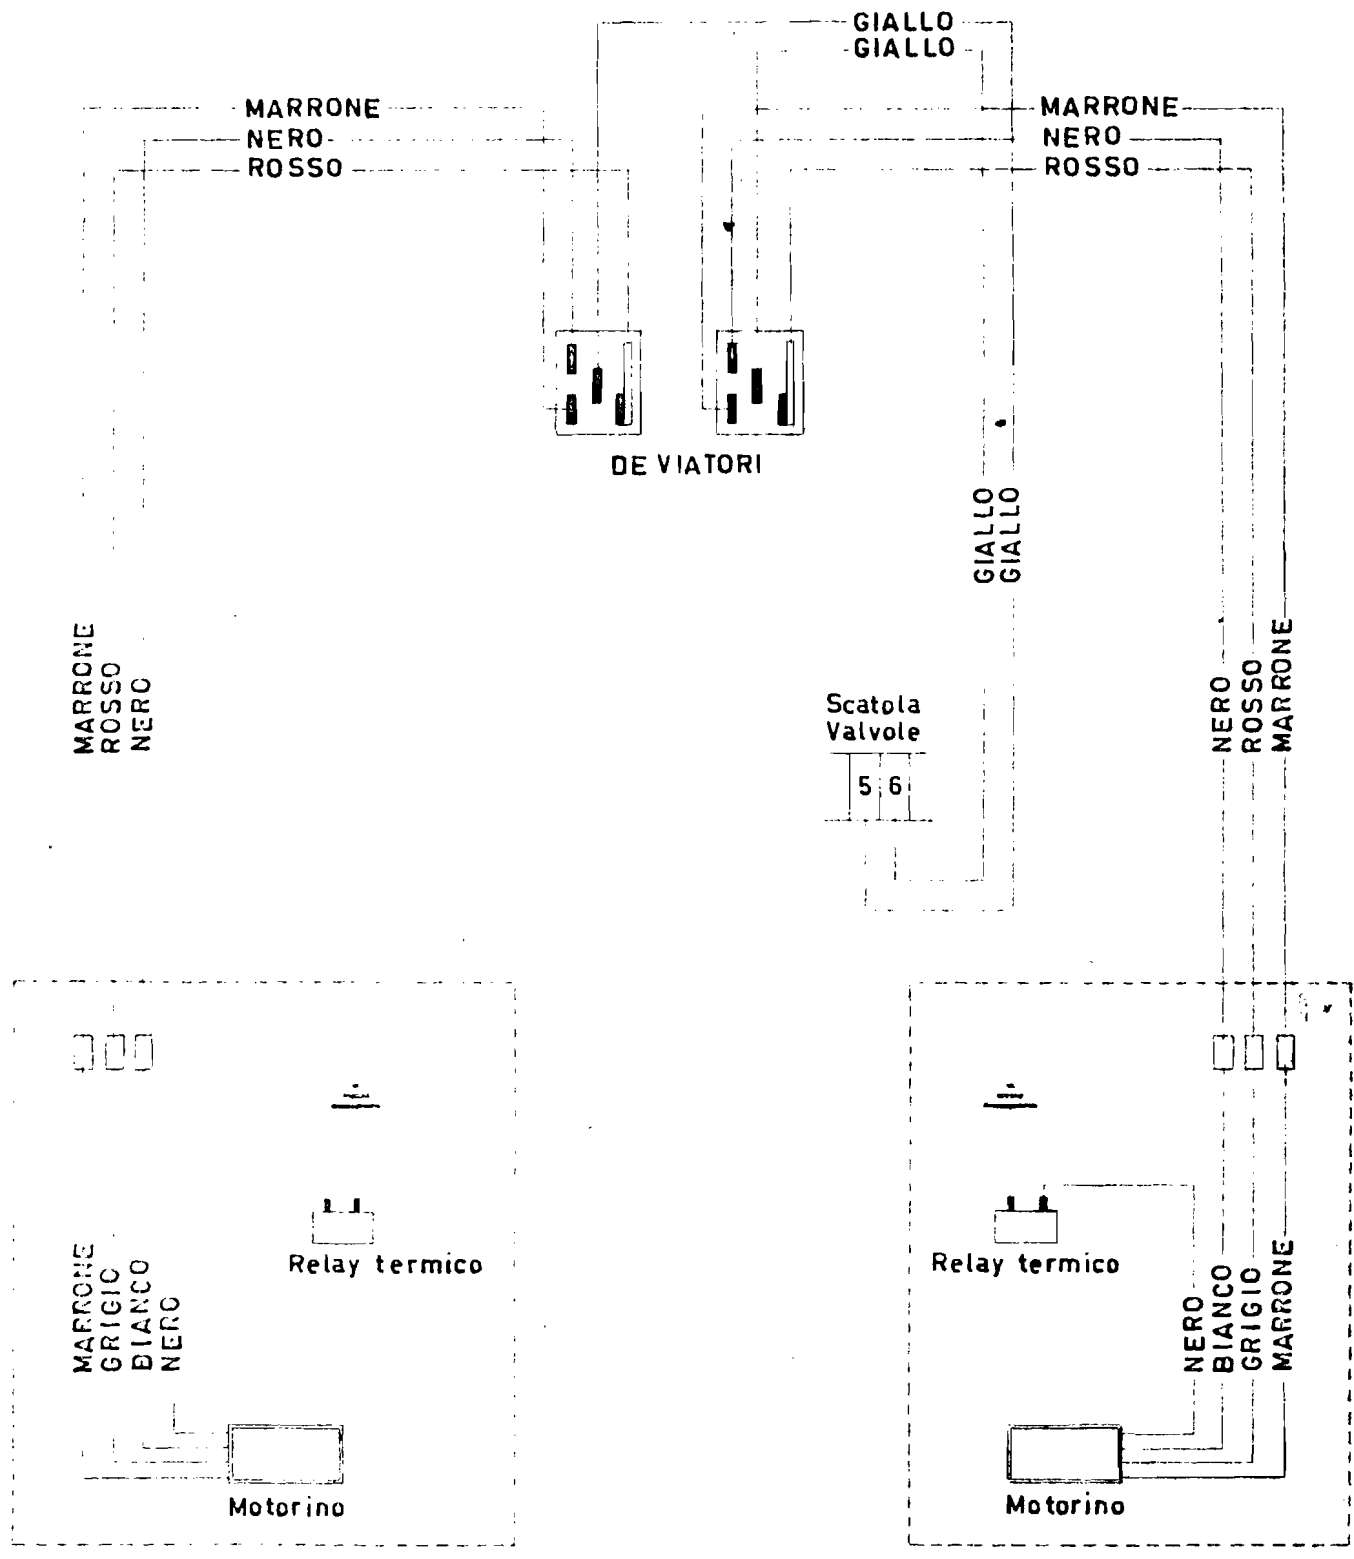 GIALLO
GIALLO
MARRONE
NERO
ROSSO
MARRONE
NERO
ROSSO
DE VIATORI
GIALLO
GIALLO
MARRONE
ROSSO
NERO
NERO
ROSSO
MARRONE
Scatola
Valvole
5 6
Relay termico
Relay termico
MARRONE
GRIGIO
BIANCO
NERO
NERO
BIANCO
GRIGIO
MARRONE
Motorino
Motorino